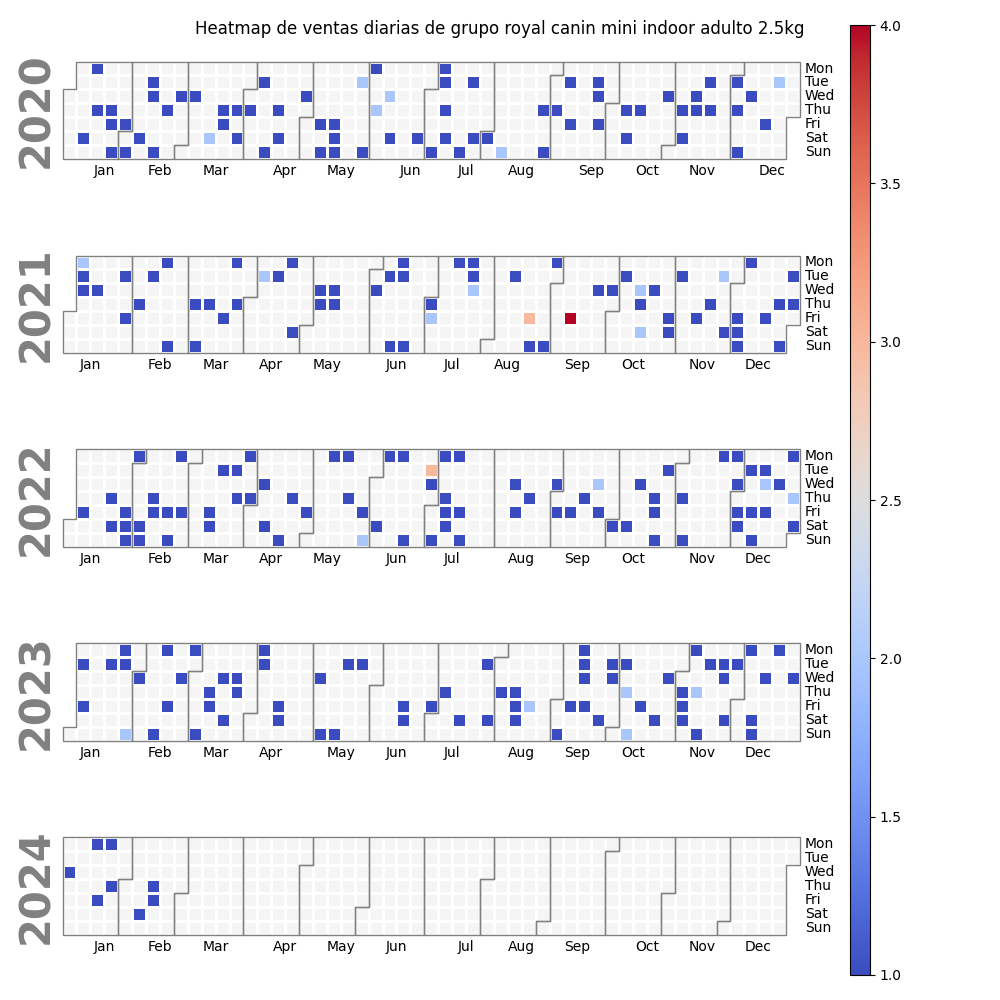 Heatmap de ventas diarias de grupo royal canin mini indoor adulto 2.5kg
2020
Mon
Tue
Wed
Thu
Fri
Sat
Sun
Jan Feb Mar Apr May Jun Jul Aug Sep Oct Nov Dec
2021
Mon
Tue
Wed
Thu
Fri
Sat
Sun
Jan Feb Mar Apr May Jun Jul Aug Sep Oct Nov Dec
2022
Mon
Tue
Wed
Thu
Fri
Sat
Sun
Jan Feb Mar Apr May Jun Jul Aug Sep Oct Nov Dec
2023
Mon
Tue
Wed
Thu
Fri
Sat
Sun
Jan Feb Mar Apr May Jun Jul Aug Sep Oct Nov Dec
2024
Mon
Tue
Wed
Thu
Fri
Sat
Sun
Jan Feb Mar Apr May Jun Jul Aug Sep Oct Nov Dec
4.0
3.5
3.0
2.5
2.0
1.5
1.0